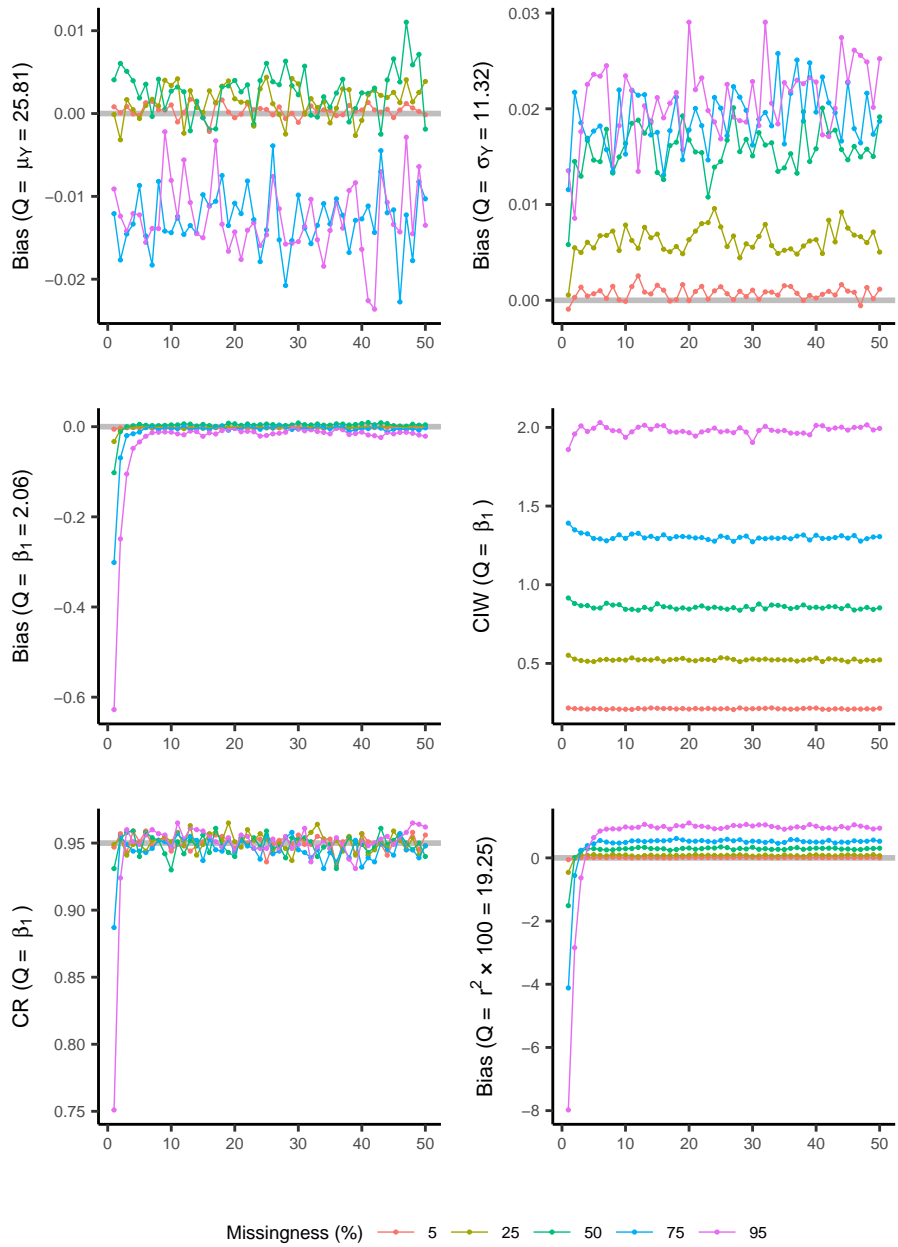 0.01
0.00
−0.01
−0.02
Bias (Q = μY = 25.81)
0 10 20 30 40 50
0.03
0.02
0.01
0.00
Bias (Q = σY = 11.32)
0 10 20 30 40 50
0.0
−0.2
−0.4
−0.6
Bias (Q = β1 = 2.06)
0 10 20 30 40 50
2.0
1.5
1.0
0.5
CIW (Q = β1)
0 10 20 30 40 50
0.95
0.90
0.85
0.80
0.75
CR (Q = β1)
0 10 20 30 40 50
0
−2
−4
−6
−8
Bias (Q = r² × 100 = 19.25)
0 10 20 30 40 50
Missingness (%) 5 25 50 75 95